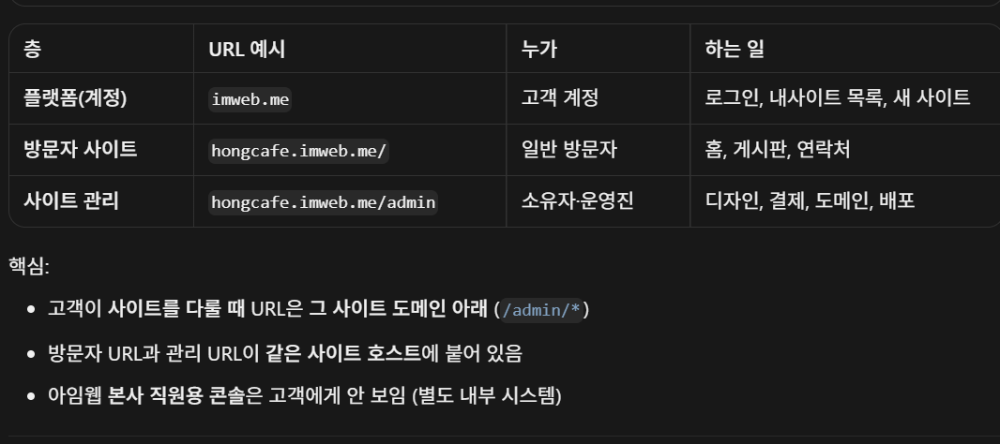 층 URL 예시 누가 하는 일
플랫폼(계정) imweb.me 고객 계정 로그인, 내사이트 목록, 새 사이트
방문자 사이트 hongcafe.imweb.me/ 일반 방문자 홈, 게시판, 연락처
사이트 관리 hongcafe.imweb.me/admin 소유자·운영진 디자인, 결제, 도메인, 배포
핵심:
• 고객이 사이트를 다룰 때 URL은 그 사이트 도메인 아래 (/admin/*)
• 방문자 URL과 관리 URL이 같은 사이트 호스트에 붙어 있음
• 아임웹 본사 직원용 콘솔은 고객에게 안 보임 (별도 내부 시스템)